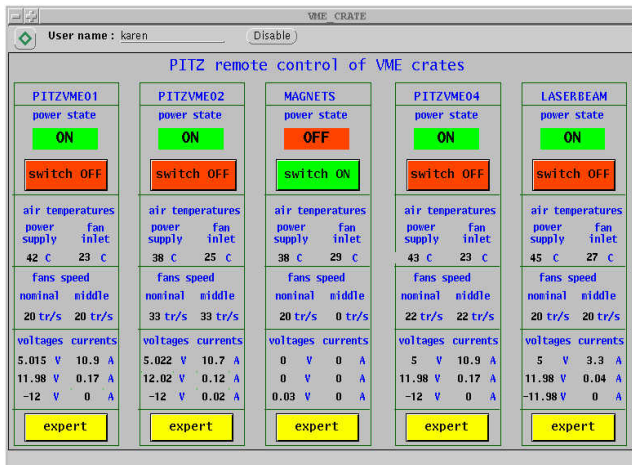 VME_CRATE
User name : karen Disable
PITZ remote control of VME crates
PITZVME01 PITZVME02 MAGNETS PITZVME04 LASERBEAM
power state power state power state power state power state
ON ON OFF ON ON
switch OFF switch OFF switch ON switch OFF switch OFF
air temperatures air temperatures air temperatures air temperatures air temperatures
power fan power fan power fan power fan power fan
supply inlet supply inlet supply inlet supply inlet supply inlet
42 C 23 C 38 C 25 C 38 C 29 C 43 C 23 C 45 C 27 C
fans speed fans speed fans speed fans speed fans speed
nominal middle nominal middle nominal middle nominal middle nominal middle
20 tr/s 20 tr/s 33 tr/s 33 tr/s 20 tr/s 0 tr/s 22 tr/s 22 tr/s 20 tr/s 20 tr/s
voltages currents voltages currents voltages currents voltages currents voltages currents
5.015 V 10.9 A 5.022 V 10.7 A 0 V 0 A 5 V 10.9 A 5 V 3.3 A
11.98 V 0.17 A 12.02 V 0.12 A 0 V 0 A 11.98 V 0.17 A 11.98 V 0.04 A
-12 V 0 A -12 V 0.02 A 0.03 V 0 A -12 V 0 A -11.98 V 0 A
expert expert expert expert expert